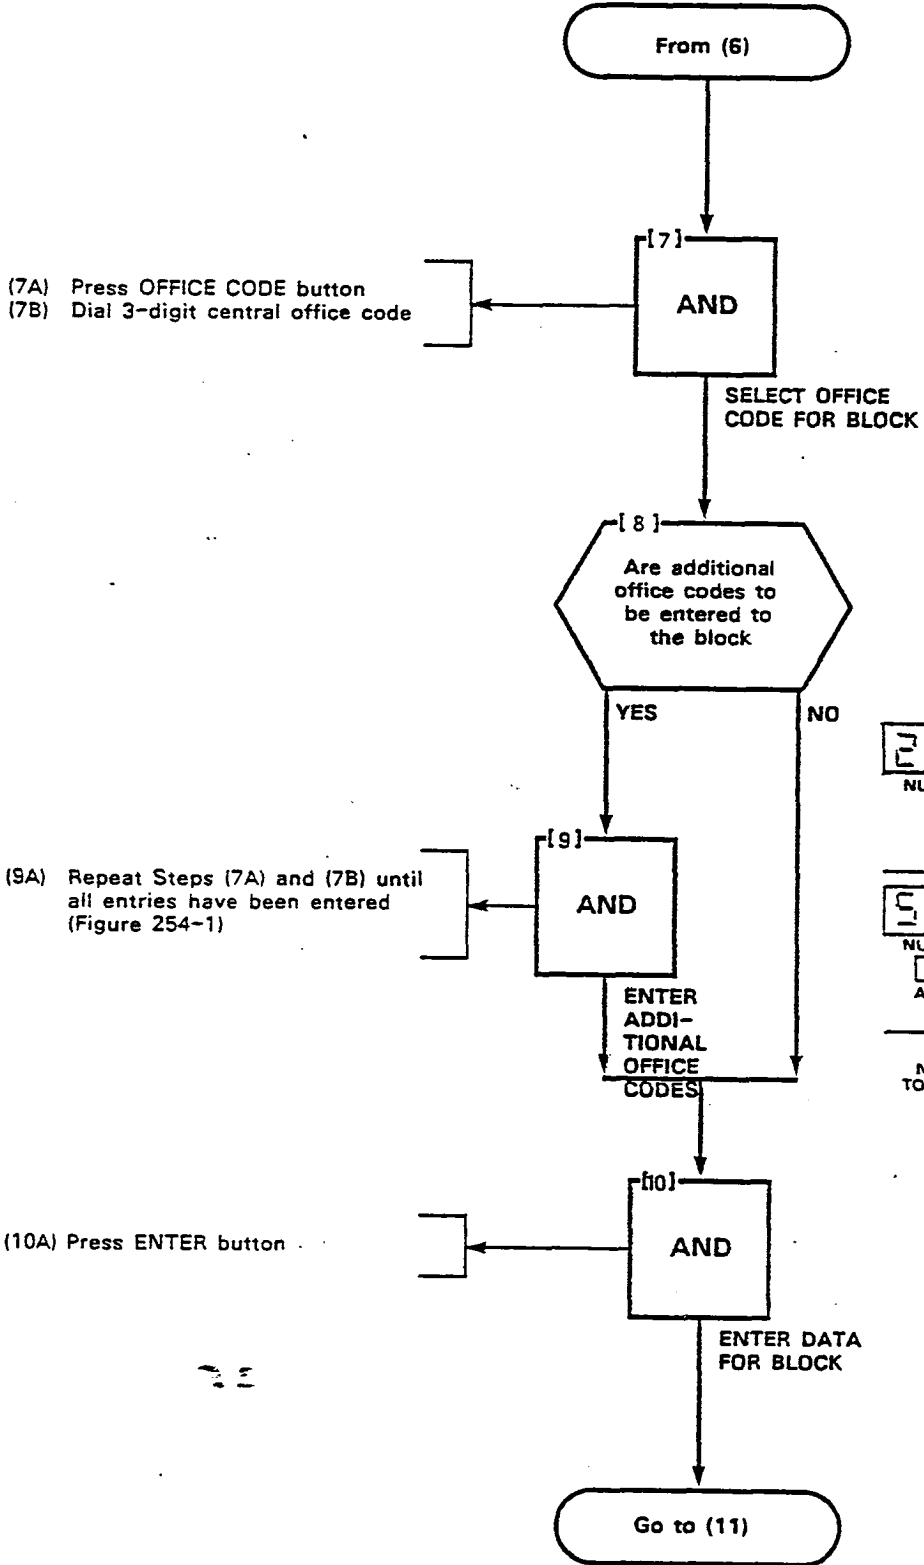 From (6)
[7]
(7A) Press OFFICE CODE button
(7B) Dial 3-digit central office code
AND
SELECT OFFICE
CODE FOR BLOCK
[8]
Are additional
office codes to
be entered to
the block
YES
NO
[9]
(9A) Repeat Steps (7A) and (7B) until
all entries have been entered
(Figure 254-1)
AND
ENTER
ADDI-
TIONAL
OFFICE
CODES
[10]
(10A) Press ENTER button
AND
ENTER DATA
FOR BLOCK
Go to (11)